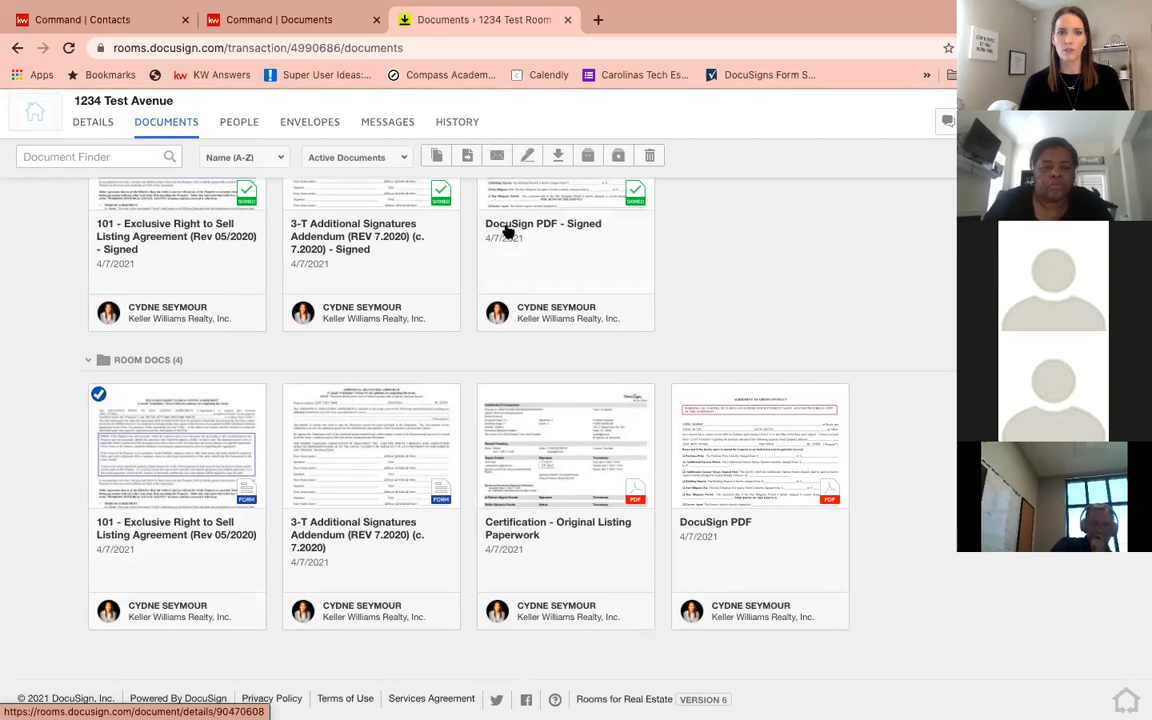 Command | Contacts
Command | Documents
Documents › 1234 Test Room
rooms.docusign.com/transaction/4990686/documents
Apps
Bookmarks
kw KW Answers
Super User Ideas:...
Compass Academ...
Calendly
Carolinas Tech Es...
DocuSigns Form S...
1234 Test Avenue
DETAILS
DOCUMENTS
PEOPLE
ENVELOPES
MESSAGES
HISTORY
Document Finder
Name (A-Z)
Active Documents
SIGNED
SIGNED
SIGNED
101 - Exclusive Right to Sell
Listing Agreement (Rev 05/2020)
- Signed
4/7/2021
3-T Additional Signatures
Addendum (REV 7.2020) (c.
7.2020) - Signed
4/7/2021
DocuSign PDF - Signed
4/7/2021
CYDNE SEYMOUR
Keller Williams Realty, Inc.
CYDNE SEYMOUR
Keller Williams Realty, Inc.
CYDNE SEYMOUR
Keller Williams Realty, Inc.
ROOM DOCS (4)
FORM
FORM
PDF
PDF
101 - Exclusive Right to Sell
Listing Agreement (Rev 05/2020)
4/7/2021
3-T Additional Signatures
Addendum (REV 7.2020) (c.
7.2020)
4/7/2021
Certification - Original Listing
Paperwork
4/7/2021
DocuSign PDF
4/7/2021
CYDNE SEYMOUR
Keller Williams Realty, Inc.
CYDNE SEYMOUR
Keller Williams Realty, Inc.
CYDNE SEYMOUR
Keller Williams Realty, Inc.
CYDNE SEYMOUR
Keller Williams Realty, Inc.
© 2021 DocuSign, Inc.
Powered By DocuSign
Privacy Policy
Terms of Use
Services Agreement
Rooms for Real Estate
VERSION 6
https://rooms.docusign.com/document/details/90470608